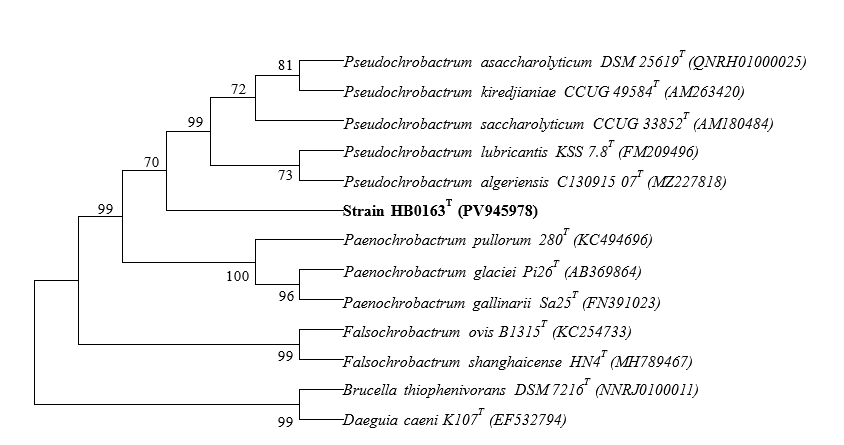 81
Pseudochrobactrum asaccharolyticum DSM 25619T (QNRH01000025)
72
Pseudochrobactrum kiredjianiae CCUG 49584T (AM263420)
99
Pseudochrobactrum saccharolyticum CCUG 33852T (AM180484)
Pseudochrobactrum lubricantis KSS 7.8T (FM209496)
70
73
Pseudochrobactrum algeriensis C130915 07T (MZ227818)
99
Strain HB0163T (PV945978)
Paenochrobactrum pullorum 280T (KC494696)
100
Paenochrobactrum glaciei Pi26T (AB369864)
96
Paenochrobactrum gallinarii Sa25T (FN391023)
Falsochrobactrum ovis B1315T (KC254733)
99
Falsochrobactrum shanghaicense HN4T (MH789467)
Brucella thiophenivorans DSM 7216T (NNRJ0100011)
99
Daeguia caeni K107T (EF532794)